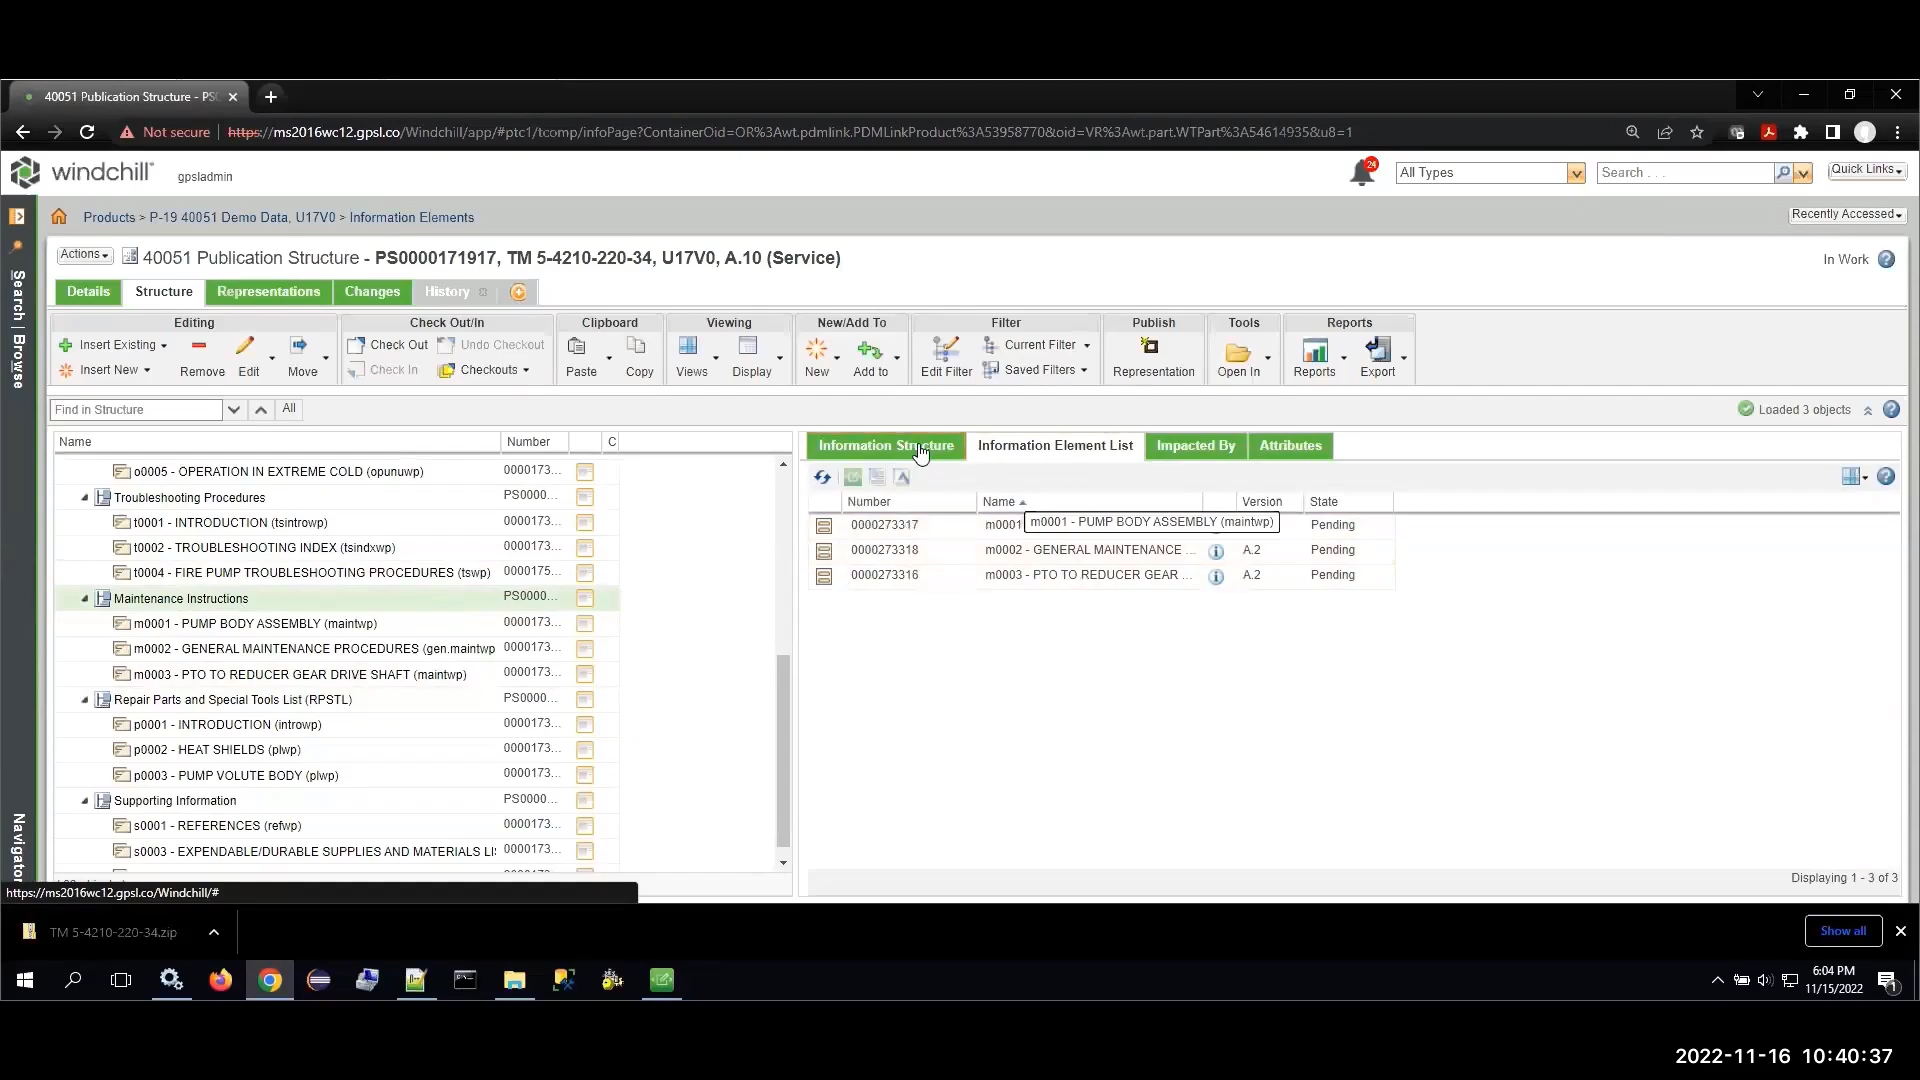 40051 Publication Structure - PS
Not secure
https://ms2016wc12.gpsl.co/Windchill/app/#ptc1/tcomp/infoPage?ContainerOid=OR%3Awt.pdmlink.PDMLinkProduct%3A53958770&oid=VR%3Awt.part.WTPart%3A54614935&u8=1
windchill
gpsladmin
24
All Types
Search . . .
Quick Links
Products > P-19 40051 Demo Data, U17V0 > Information Elements
Recently Accessed
Actions
40051 Publication Structure - PS0000171917, TM 5-4210-220-34, U17V0, A.10 (Service)
In Work
Search | Browse
Navigator
Details Structure Representations Changes History
Editing Check Out/In Clipboard Viewing New/Add To Filter Publish Tools Reports
Insert Existing Check Out Undo Checkout Current Filter
Insert New Remove Edit Move Check In Checkouts Paste Copy Views Display New Add to Edit Filter Saved Filters Representation Open In Reports Export
Find in Structure All Loaded 3 objects
Name Number C
o0005 - OPERATION IN EXTREME COLD (opunuwp) 0000173...
Troubleshooting Procedures PS0000...
t0001 - INTRODUCTION (tsintrowp) 0000173...
t0002 - TROUBLESHOOTING INDEX (tsindxwp) 0000173...
t0004 - FIRE PUMP TROUBLESHOOTING PROCEDURES (tswp) 0000175...
Maintenance Instructions PS0000...
m0001 - PUMP BODY ASSEMBLY (maintwp) 0000173...
m0002 - GENERAL MAINTENANCE PROCEDURES (gen.maintwp 0000173...
m0003 - PTO TO REDUCER GEAR DRIVE SHAFT (maintwp) 0000173...
Repair Parts and Special Tools List (RPSTL) PS0000...
p0001 - INTRODUCTION (introwp) 0000173...
p0002 - HEAT SHIELDS (plwp) 0000173...
p0003 - PUMP VOLUTE BODY (plwp) 0000173...
Supporting Information PS0000...
s0001 - REFERENCES (refwp) 0000173...
s0003 - EXPENDABLE/DURABLE SUPPLIES AND MATERIALS LI 0000173...
Information Structure Information Element List Impacted By Attributes
Number Name Version State
0000273317 m0001 m0001 - PUMP BODY ASSEMBLY (maintwp) Pending
0000273318 m0002 - GENERAL MAINTENANCE ... A.2 Pending
0000273316 m0003 - PTO TO REDUCER GEAR ... A.2 Pending
Displaying 1 - 3 of 3
https://ms2016wc12.gpsl.co/Windchill/#
TM 5-4210-220-34.zip
Show all
6:04 PM
11/15/2022
1
2022-11-16 10:40:37